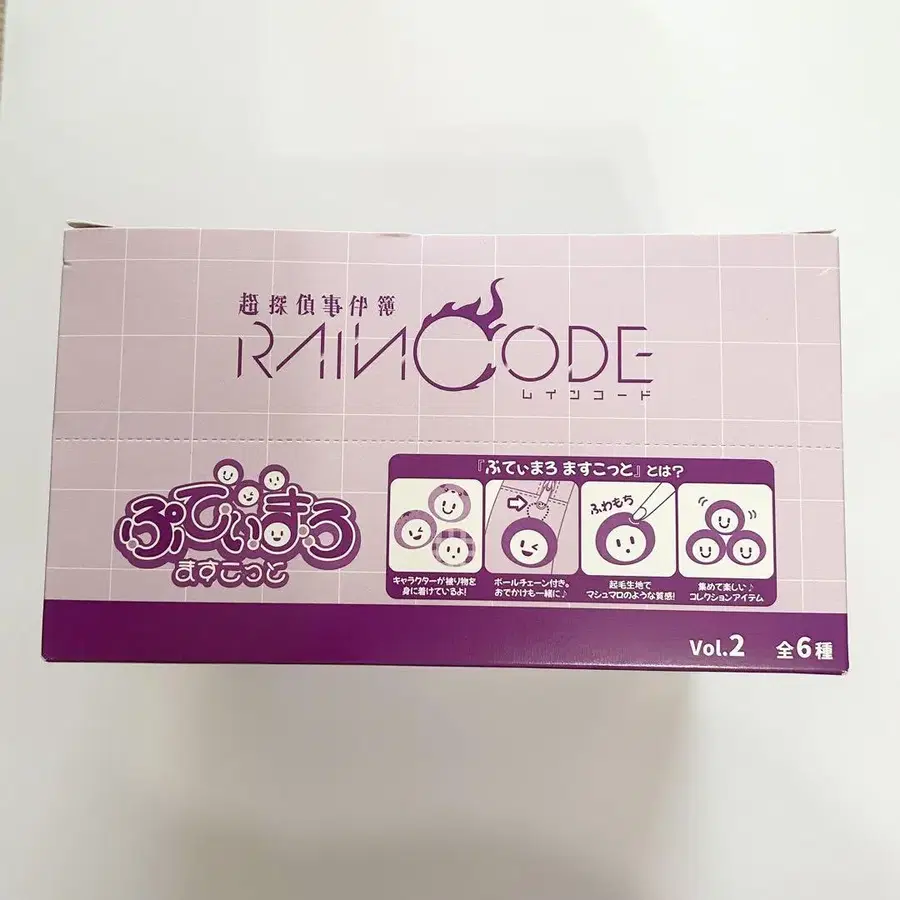 超探偵事件簿
RAIN CODE
レインコード
ぷてぃまろ
ますこっと
『ぷてぃまろ ますこっと』とは?
キャラクターが被り物を
身に着けているよ!
ボールチェーン付き。
おでかけも一緒に♪
ふわもち
起毛生地で
マシュマロのような質感!
集めて楽しい♪
コレクションアイテム
Vol.2 全6種